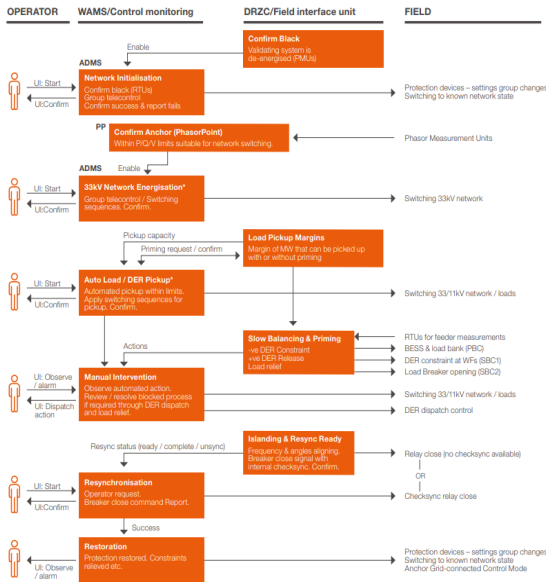 OPERATOR
WAMS/Control monitoring
DRZC/Field interface unit
FIELD
Confirm Black
Validating system is
de-energised (PMUs)
Enable
ADMS
Network Initialisation
Confirm black (RTUs)
Group telecontrol
Confirm success & report fails
UI: Start
UI:Confirm
Protection devices – settings group changes
Switching to known network state
PP
Confirm Anchor (PhasorPoint)
Within P/Q/V limits suitable for network switching.
Phasor Measurement Units
ADMS
Enable
33kV Network Energisation*
Group telecontrol / Switching
sequences. Confirm.
UI: Start
UI:Confirm
Switching 33kV network
Pickup capacity
Priming request / confirm
Load Pickup Margins
Margin of MW that can be picked up
with or without priming
Auto Load / DER Pickup*
Automated pickup within limits.
Apply switching sequences for
pickup. Confirm.
UI: Start
UI:Confirm
Switching 33/11kV network / loads
Slow Balancing & Priming
-ve DER Constraint
+ve DER Release
Load relief
Actions
RTUs for feeder measurements
BESS & load bank (PBC)
DER constraint at WFs (SBC1)
Load Breaker opening (SBC2)
Manual Intervention
Observe automated action.
Review / resolve blocked process
if required through DER dispatch
and load relief.
UI: Observe
/ alarm
UI: Dispatch
action
Switching 33/11kV network / loads
DER dispatch control
Islanding & Resync Ready
Frequency & angles aligning.
Breaker close signal with
internal checksync. Confirm.
Resync status (ready / complete / unsync)
Relay close (no checksync available)
OR
Checksync relay close
Resynchronisation
Operator request.
Breaker close command Report.
UI: Start
UI:Confirm
Success
Restoration
Protection restored. Constraints
relieved etc.
UI: Observe
/ alarm
Protection devices – settings group changes
Switching to known network state
Anchor Grid-connected Control Mode